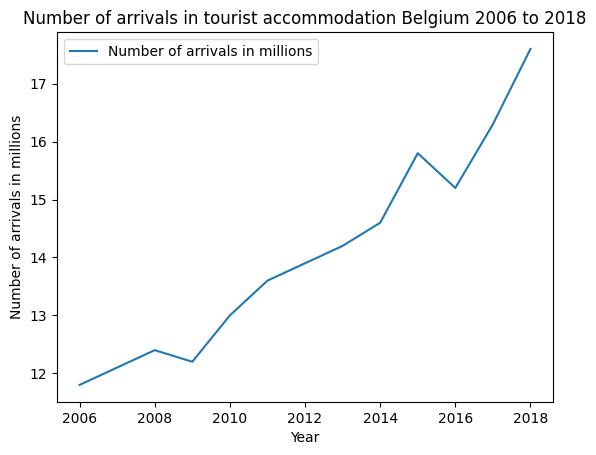 Number of arrivals in tourist accommodation Belgium 2006 to 2018
Number of arrivals in millions
Number of arrivals in millions
17
16
15
14
13
12
2006 2008 2010 2012 2014 2016 2018
Year